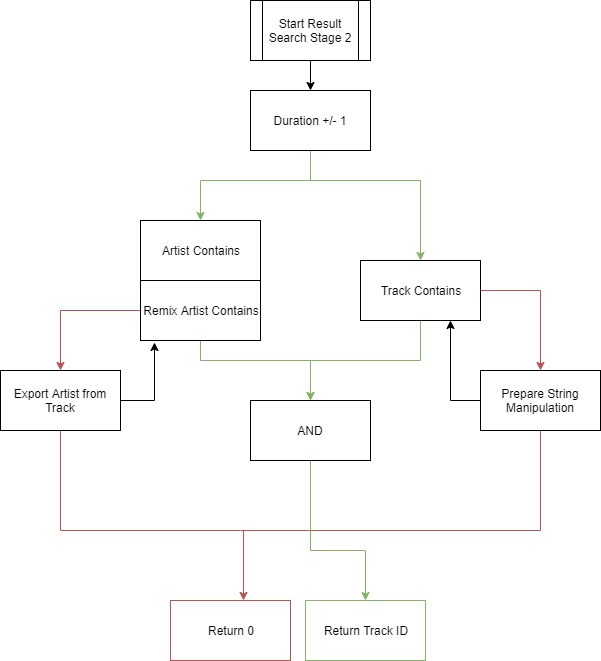 Start Result
Search Stage 2
Duration +/- 1
Artist Contains
Remix Artist Contains
Track Contains
Export Artist from
Track
Prepare String
Manipulation
AND
Return 0
Return Track ID